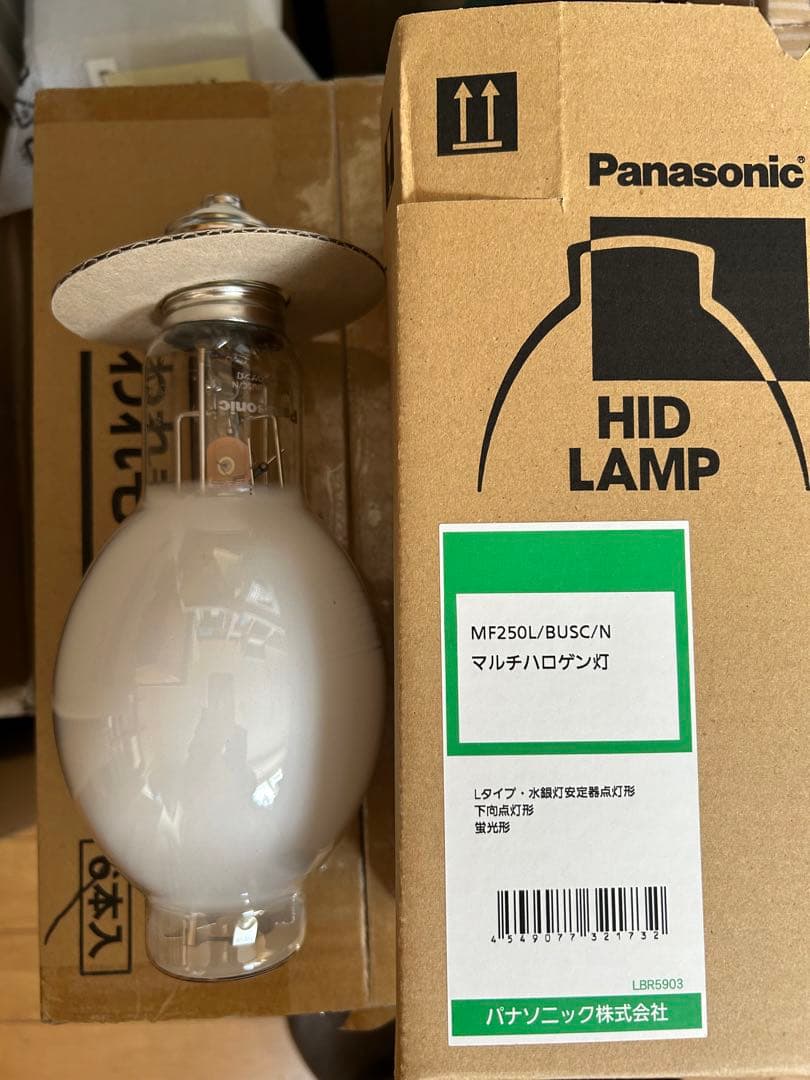 Panasonic
HID
LAMP
MF250L/BUSC/N
マルチハロゲン灯
Lタイプ・水銀灯安定器点灯形
下向点灯形
蛍光形
4549077321732
LBR5903
パナソニック株式会社
Panasonic
6本入